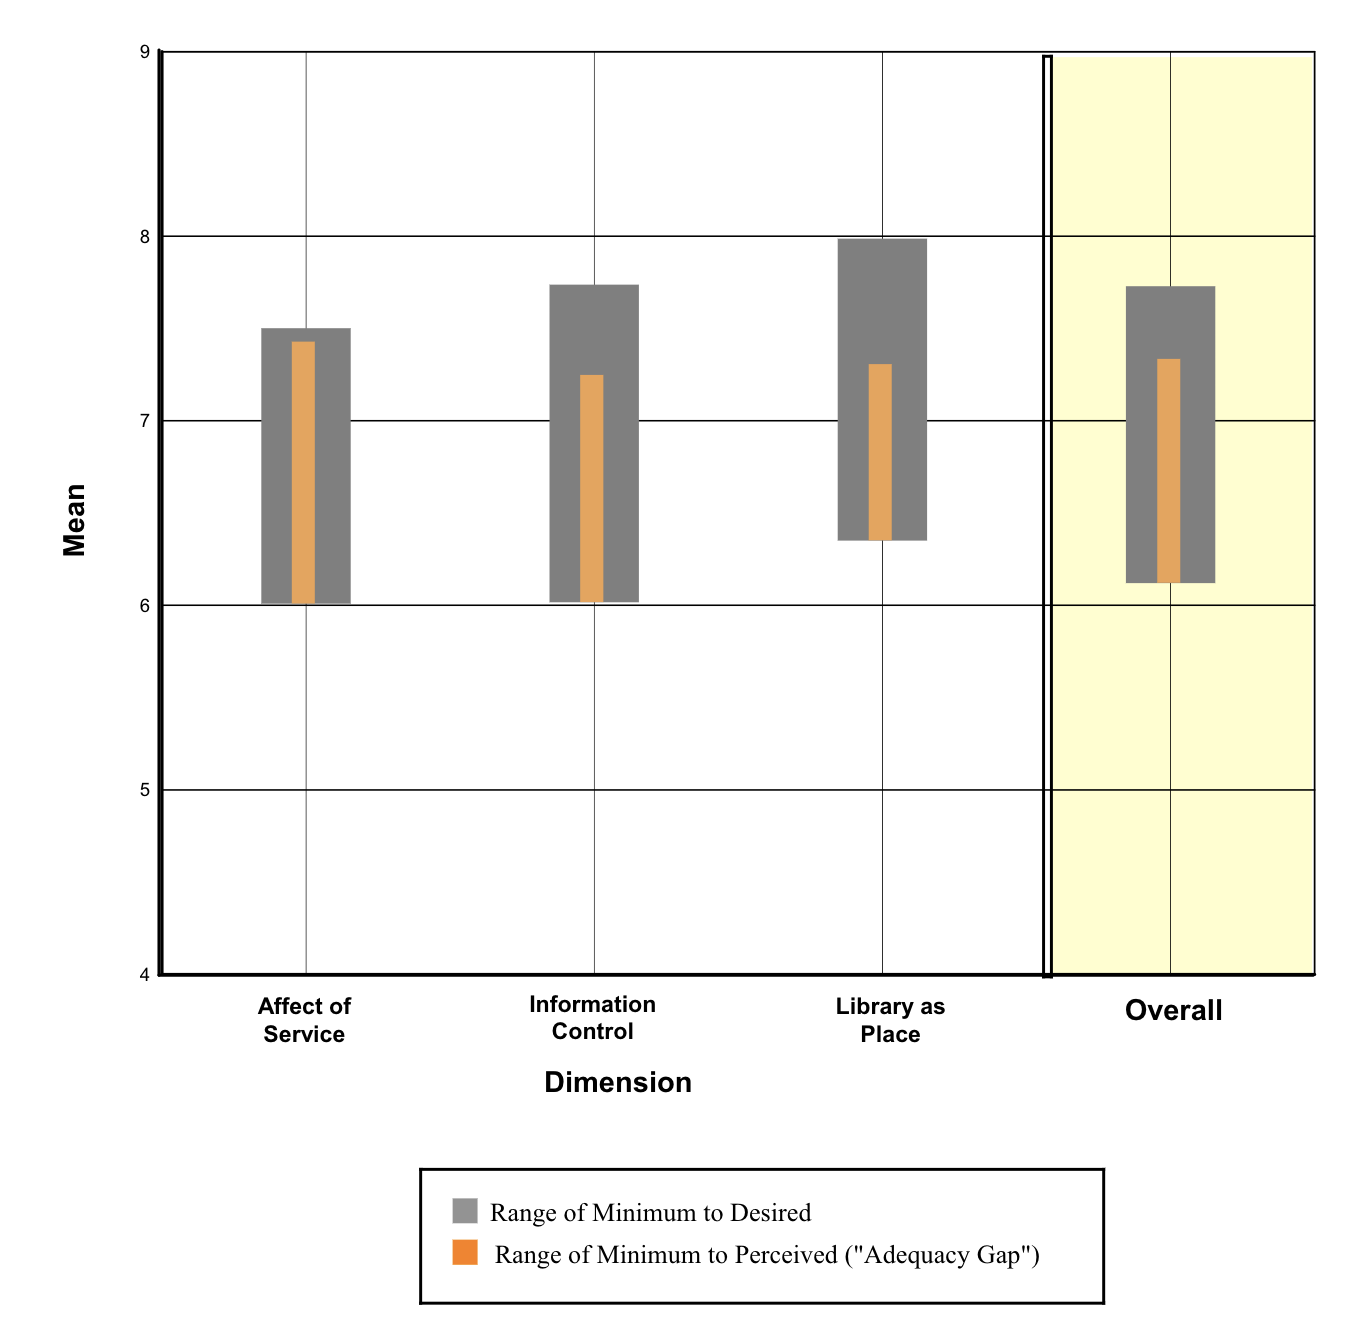 9
8
7
6
5
4
Mean
Affect of
Service
Information
Control
Library as
Place
Overall
Dimension
Range of Minimum to Desired
Range of Minimum to Perceived ("Adequacy Gap")